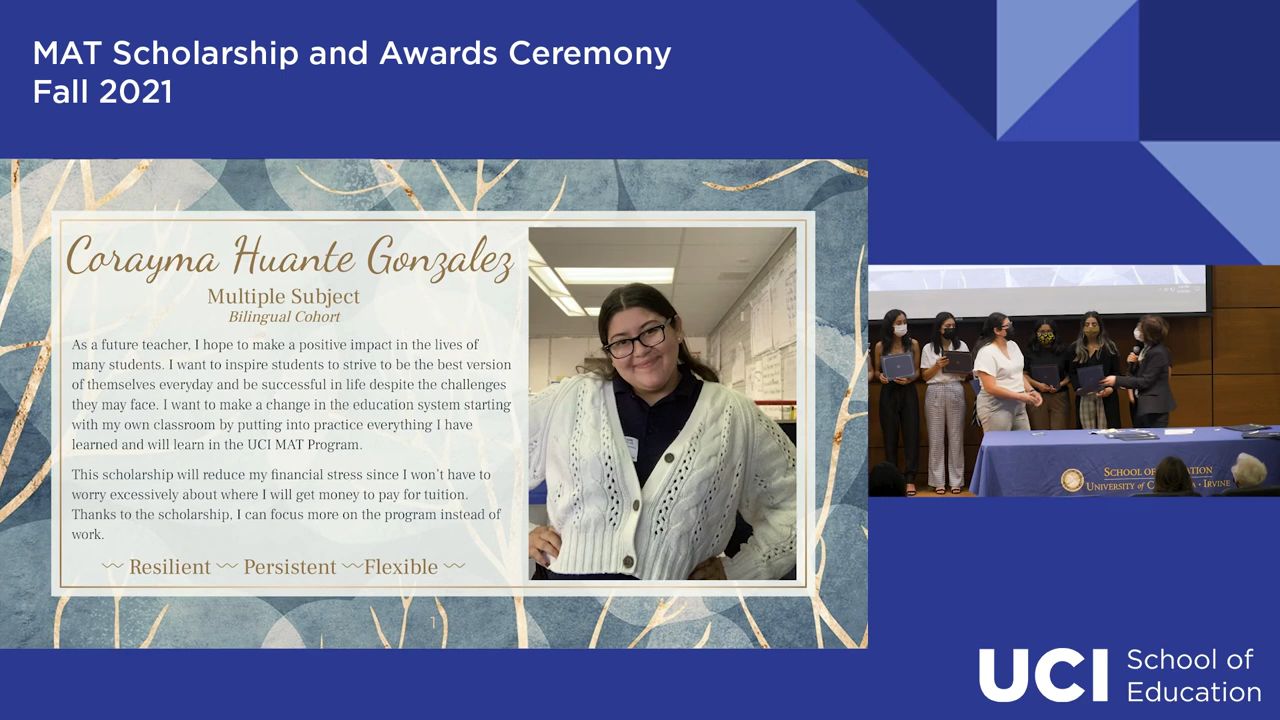 MAT Scholarship and Awards Ceremony
Fall 2021
Corayma Huante Gonzalez
Multiple Subject
Bilingual Cohort
As a future teacher, I hope to make a positive impact in the lives of
many students. I want to inspire students to strive to be the best version
of themselves everyday and be successful in life despite the challenges
they may face. I want to make a change in the education system starting
with my own classroom by putting into practice everything I have
learned and will learn in the UCI MAT Program.
This scholarship will reduce my financial stress since I won't have to
worry excessively about where I will get money to pay for tuition.
Thanks to the scholarship, I can focus more on the program instead of
work.
Resilient Persistent Flexible
1
SCHOOL OF
UNIVERSITY of IRVINE
UCI School of
Education